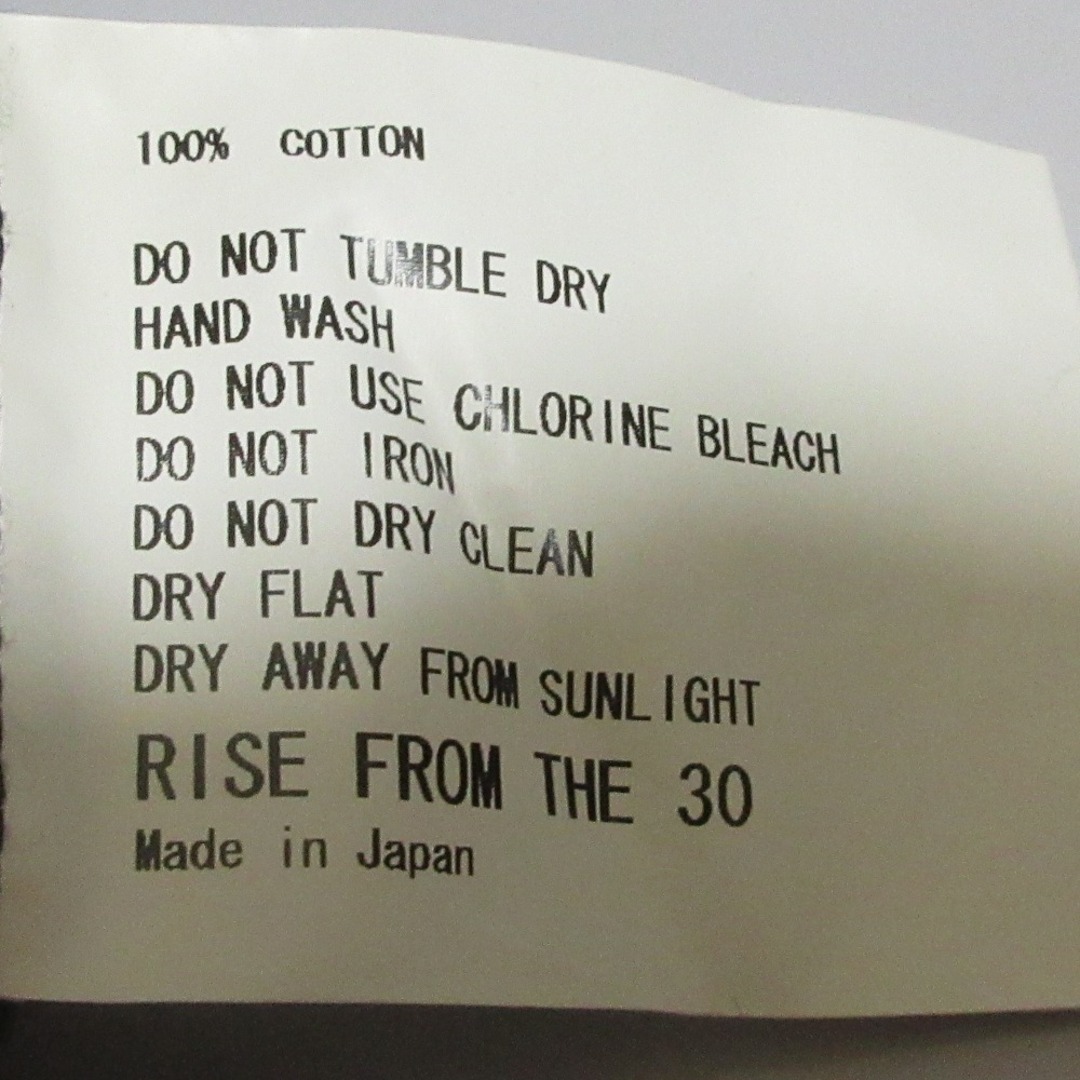 100% COTTON
DO NOT TUMBLE DRY
HAND WASH
DO NOT USE CHLORINE BLEACH
DO NOT IRON
DO NOT DRY CLEAN
DRY FLAT
DRY AWAY FROM SUNLIGHT
RISE FROM THE 30
Made in Japan